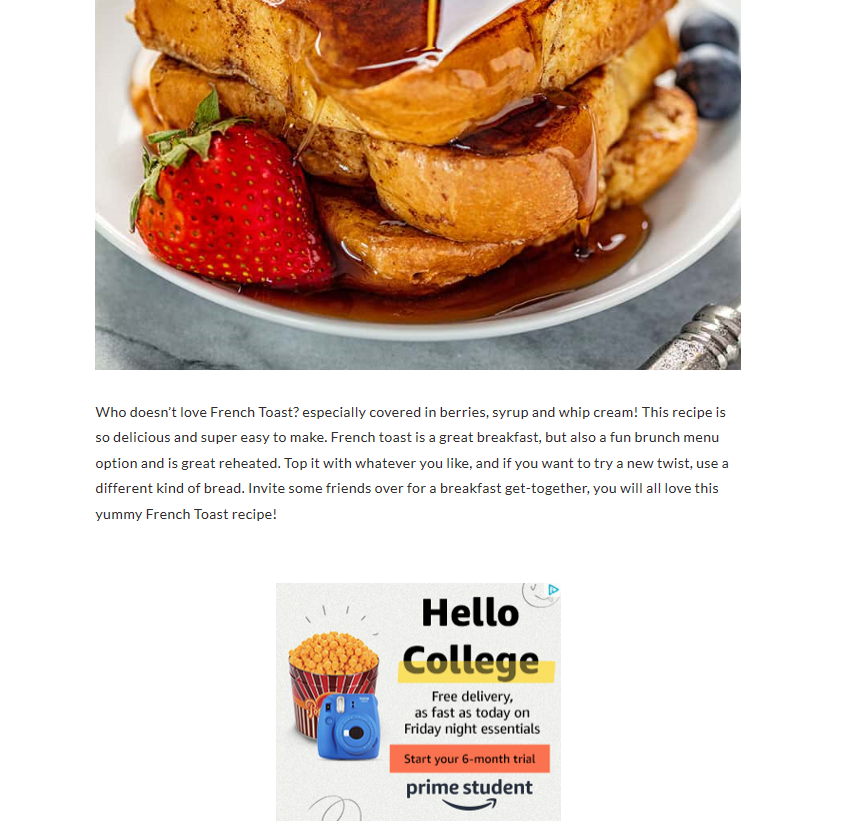 Who doesn’t love French Toast? especially covered in berries, syrup and whip cream! This recipe is
so delicious and super easy to make. French toast is a great breakfast, but also a fun brunch menu
option and is great reheated. Top it with whatever you like, and if you want to try a new twist, use a
different kind of bread. Invite some friends over for a breakfast get-together, you will all love this
yummy French Toast recipe!
Hello
College
Free delivery,
as fast as today on
Friday night essentials
Start your 6-month trial
prime student